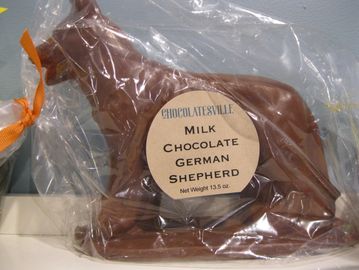 CHOCOLATESVILLE
MILK
CHOCOLATE
GERMAN
SHEPHERD
Net Weight 13.5 oz.